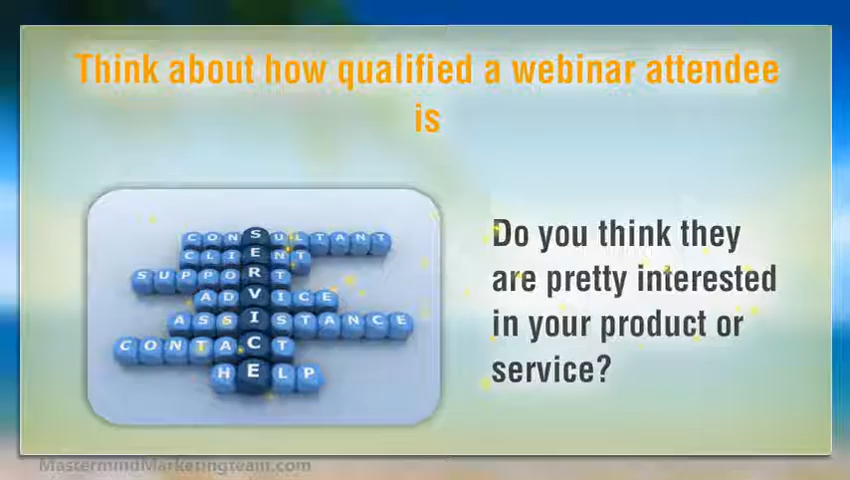 Think about how qualified a webinar attendee
is
CONSULTANT
CLIENT
SUPPORT
ADVICE
ASSISTANCE
CONTACT
HELP
Do you think they
are pretty interested
in your product or
service?
MastermindMarketingteam.com